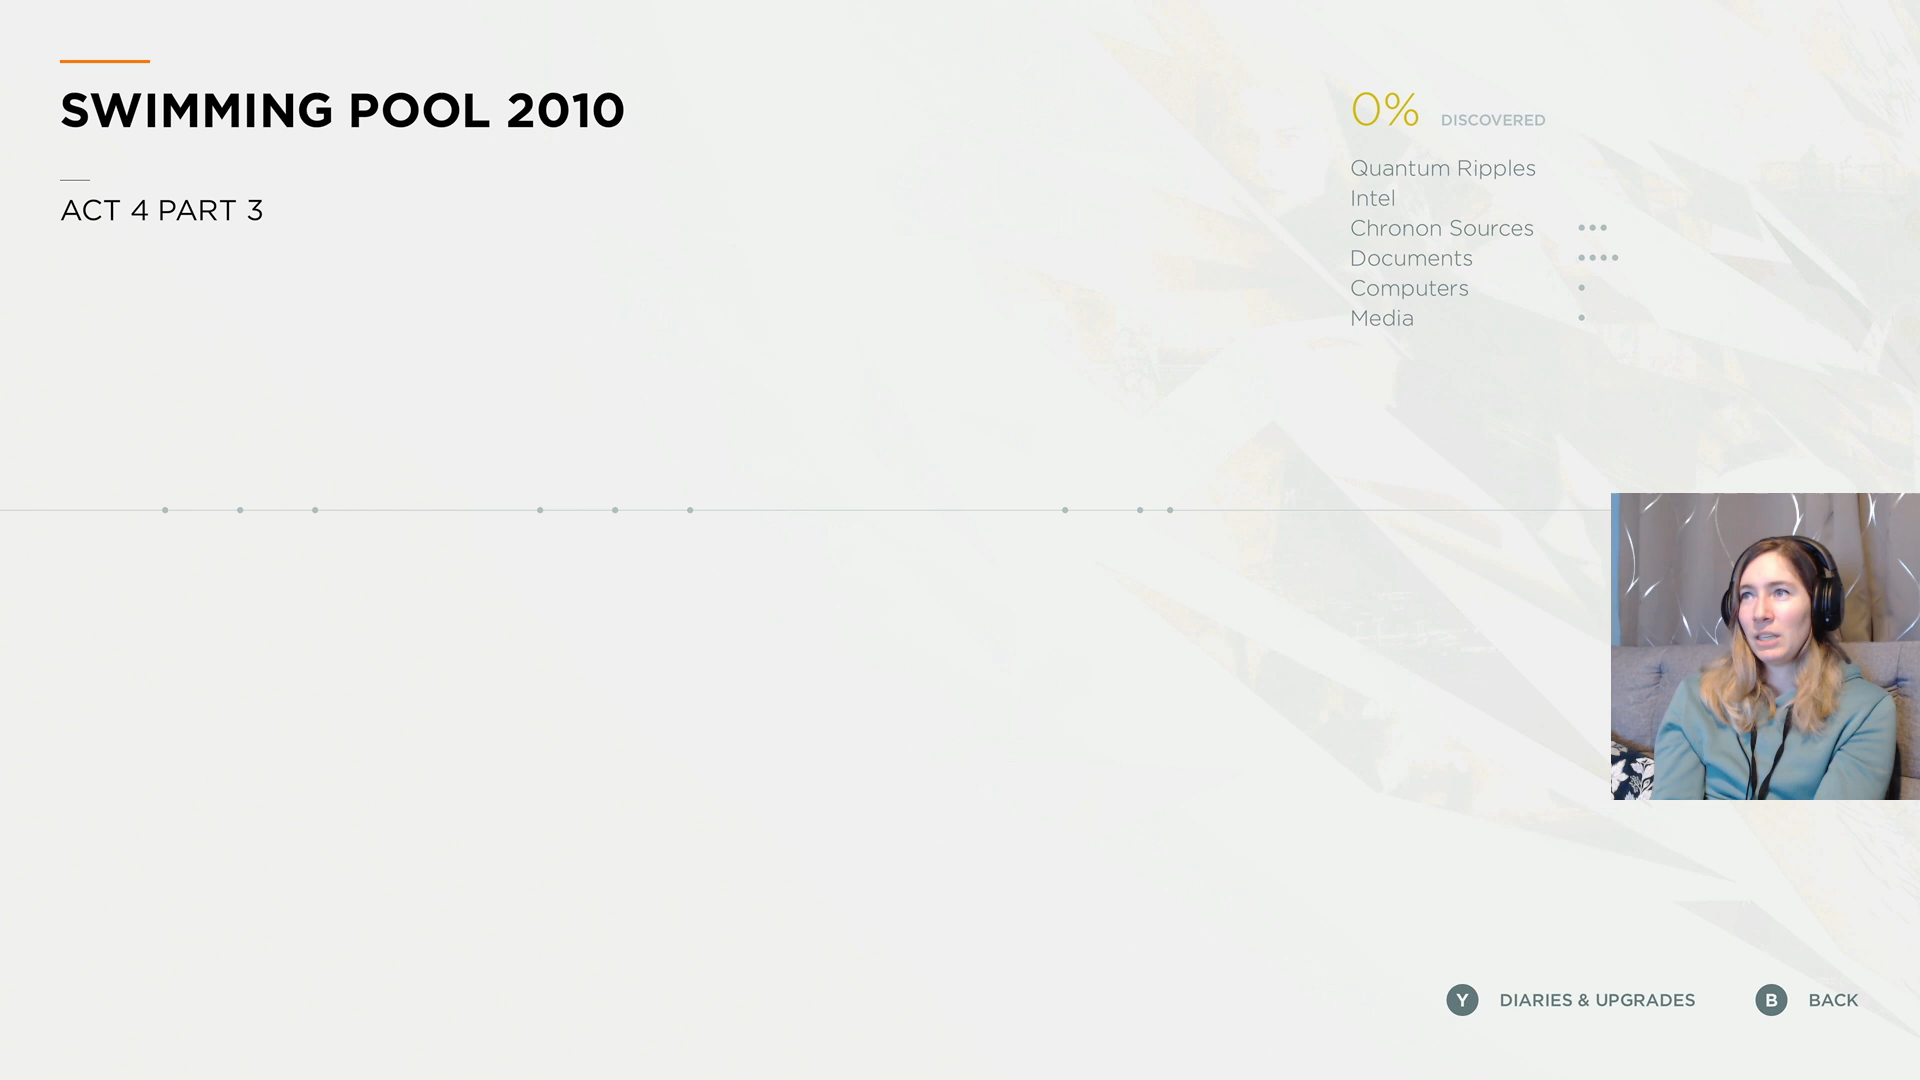 SWIMMING POOL 2010
ACT 4 PART 3
0% DISCOVERED
Quantum Ripples
Intel
Chronon Sources
Documents
Computers
Media
Y DIARIES & UPGRADES B BACK